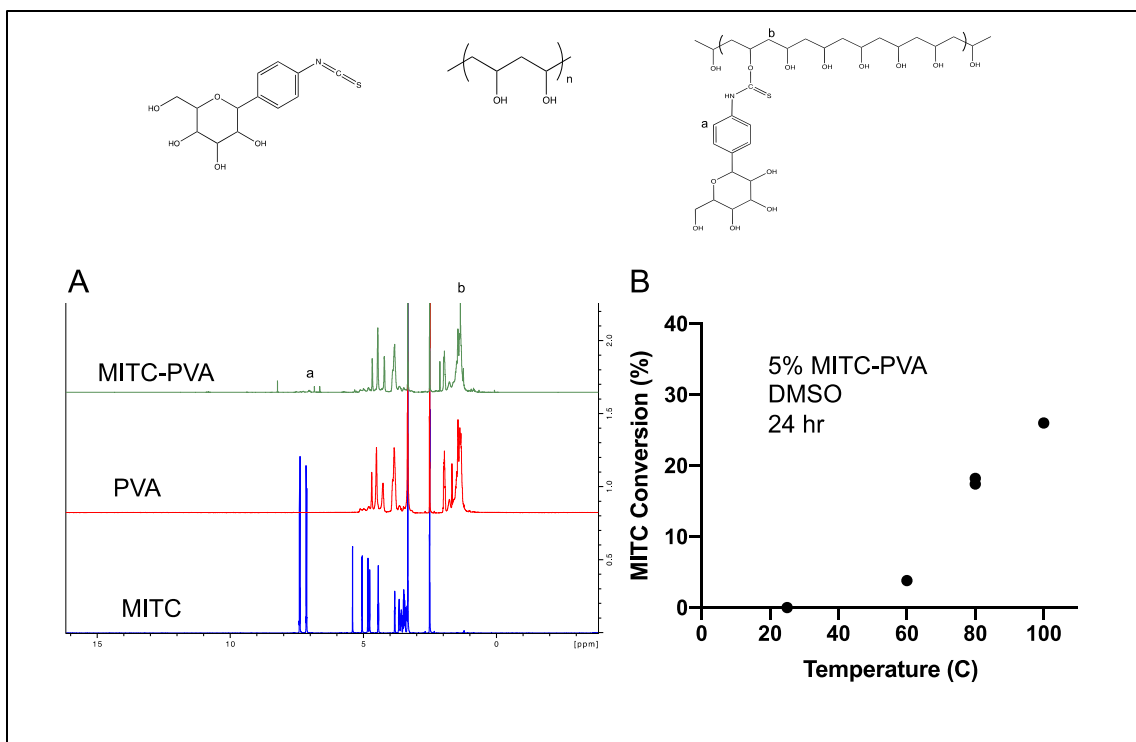 N
C
S
O
HO
HO
OH
OH
OH
OH
n
b
OH
O
OH
OH
OH
OH
OH
OH
C
HN
S
a
O
OH
OH
OH
OH
OH
A
a
b
MITC-PVA
PVA
MITC
2.0
1.5
1.0
0.5
15
10
5
0
[ppm]
B
5% MITC-PVA
DMSO
24 hr
MITC Conversion (%)
40
30
20
10
0
0
20
40
60
80
100
Temperature (C)